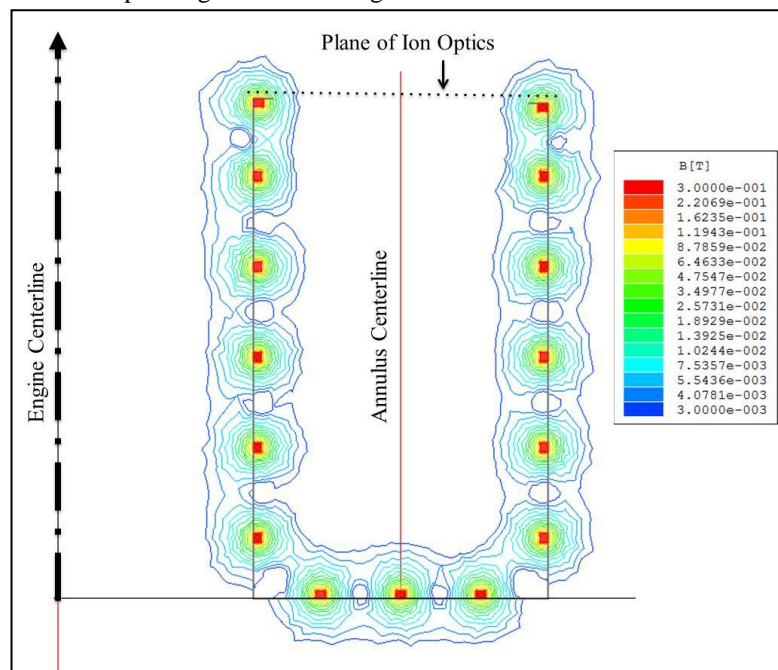 Plane of Ion Optics
Engine Centerline
Annulus Centerline
B[T]
3.0000e-001
2.2069e-001
1.6235e-001
1.1943e-001
8.7859e-002
6.4633e-002
4.7547e-002
3.4977e-002
2.5731e-002
1.8929e-002
1.3925e-002
1.0244e-002
7.5357e-003
5.5436e-003
4.0781e-003
3.0000e-003